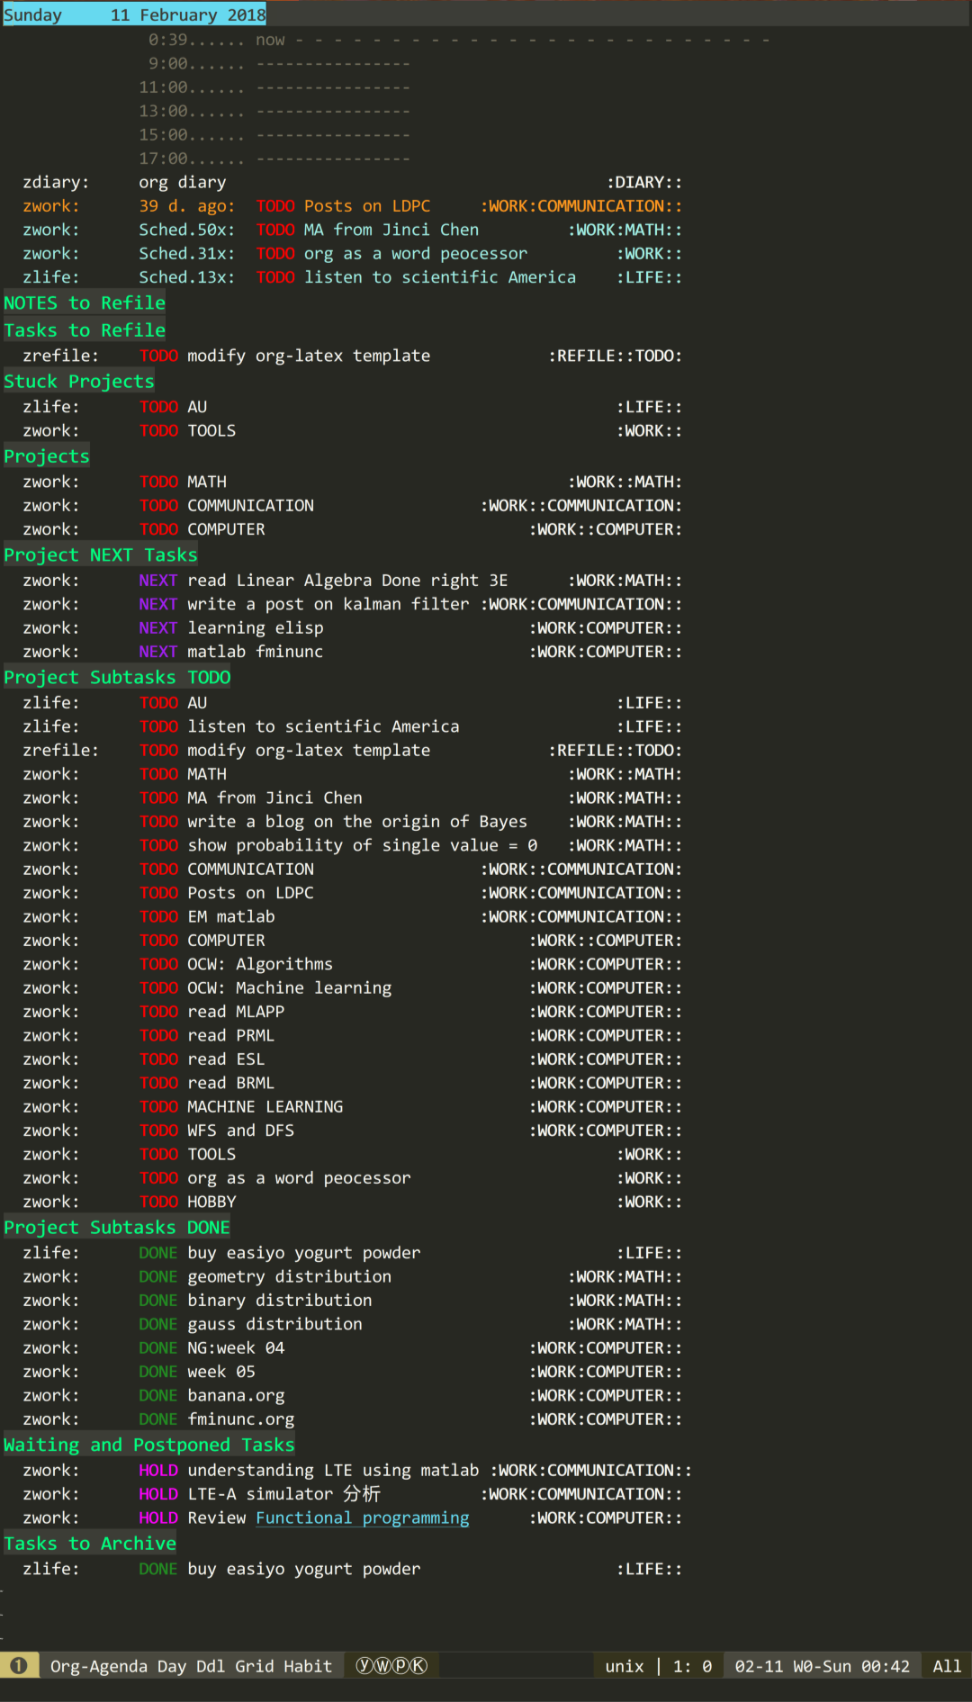 Sunday     11 February 2018
0:39...... now - - - - - - - - - - - - - - - - - - - - - - - - -
9:00...... ----------------
11:00...... ----------------
13:00...... ----------------
15:00...... ----------------
17:00...... ----------------
zdiary:     org diary     :DIARY::
zwork:      39 d. ago:  TODO Posts on LDPC     :WORK:COMMUNICATION::
zwork:      Sched.50x:  TODO MA from Jinci Chen     :WORK:MATH::
zwork:      Sched.31x:  TODO org as a word peocessor     :WORK::
zlife:      Sched.13x:  TODO listen to scientific America     :LIFE::
NOTES to Refile
Tasks to Refile
zrefile:    TODO modify org-latex template     :REFILE::TODO:
Stuck Projects
zlife:      TODO AU     :LIFE::
zwork:      TODO TOOLS     :WORK::
Projects
zwork:      TODO MATH     :WORK::MATH:
zwork:      TODO COMMUNICATION     :WORK::COMMUNICATION:
zwork:      TODO COMPUTER     :WORK::COMPUTER:
Project NEXT Tasks
zwork:      NEXT read Linear Algebra Done right 3E     :WORK:MATH::
zwork:      NEXT write a post on kalman filter :WORK:COMMUNICATION::
zwork:      NEXT learning elisp     :WORK:COMPUTER::
zwork:      NEXT matlab fminunc     :WORK:COMPUTER::
Project Subtasks TODO
zlife:      TODO AU     :LIFE::
zlife:      TODO listen to scientific America     :LIFE::
zrefile:    TODO modify org-latex template     :REFILE::TODO:
zwork:      TODO MATH     :WORK::MATH:
zwork:      TODO MA from Jinci Chen     :WORK:MATH::
zwork:      TODO write a blog on the origin of Bayes     :WORK:MATH::
zwork:      TODO show probability of single value = 0     :WORK:MATH::
zwork:      TODO COMMUNICATION     :WORK::COMMUNICATION:
zwork:      TODO Posts on LDPC     :WORK:COMMUNICATION::
zwork:      TODO EM matlab     :WORK:COMMUNICATION::
zwork:      TODO COMPUTER     :WORK::COMPUTER:
zwork:      TODO OCW: Algorithms     :WORK:COMPUTER::
zwork:      TODO OCW: Machine learning     :WORK:COMPUTER::
zwork:      TODO read MLAPP     :WORK:COMPUTER::
zwork:      TODO read PRML     :WORK:COMPUTER::
zwork:      TODO read ESL     :WORK:COMPUTER::
zwork:      TODO read BRML     :WORK:COMPUTER::
zwork:      TODO MACHINE LEARNING     :WORK:COMPUTER::
zwork:      TODO WFS and DFS     :WORK:COMPUTER::
zwork:      TODO TOOLS     :WORK::
zwork:      TODO org as a word peocessor     :WORK::
zwork:      TODO HOBBY     :WORK::
Project Subtasks DONE
zlife:      DONE buy easiyo yogurt powder     :LIFE::
zwork:      DONE geometry distribution     :WORK:MATH::
zwork:      DONE binary distribution     :WORK:MATH::
zwork:      DONE gauss distribution     :WORK:MATH::
zwork:      DONE NG:week 04     :WORK:COMPUTER::
zwork:      DONE week 05     :WORK:COMPUTER::
zwork:      DONE banana.org     :WORK:COMPUTER::
zwork:      DONE fminunc.org     :WORK:COMPUTER::
Waiting and Postponed Tasks
zwork:      HOLD understanding LTE using matlab :WORK:COMMUNICATION::
zwork:      HOLD LTE-A simulator 分析     :WORK:COMMUNICATION::
zwork:      HOLD Review Functional programming     :WORK:COMPUTER::
Tasks to Archive
zlife:      DONE buy easiyo yogurt powder     :LIFE::
❶ Org-Agenda Day Ddl Grid Habit ⓨⓌⓅⓀ unix | 1: 0 02-11 W0-Sun 00:42 All